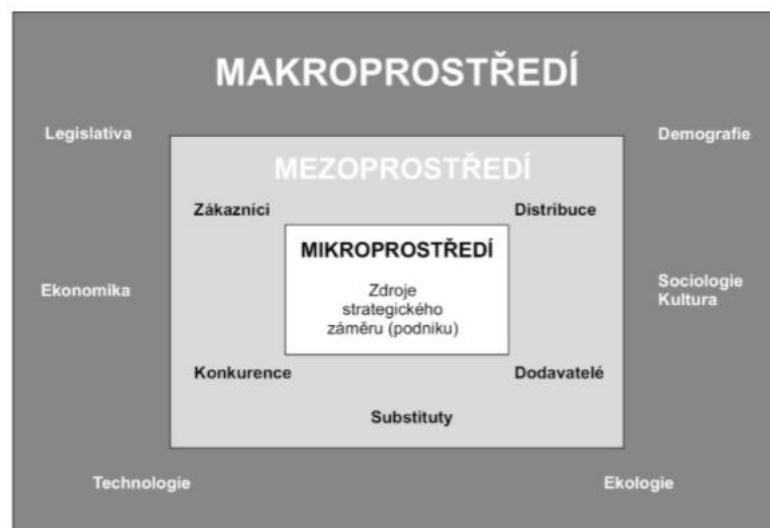 MAKROPROSTŘEDÍ
Legislativa
Demografie
MEZOPROSTŘEDÍ
Zákazníci
Distribuce
MIKROPROSTŘEDÍ
Zdroje
strategického
záměru (podniku)
Ekonomika
Sociologie
Kultura
Konkurence
Dodavatelé
Substituty
Technologie
Ekologie